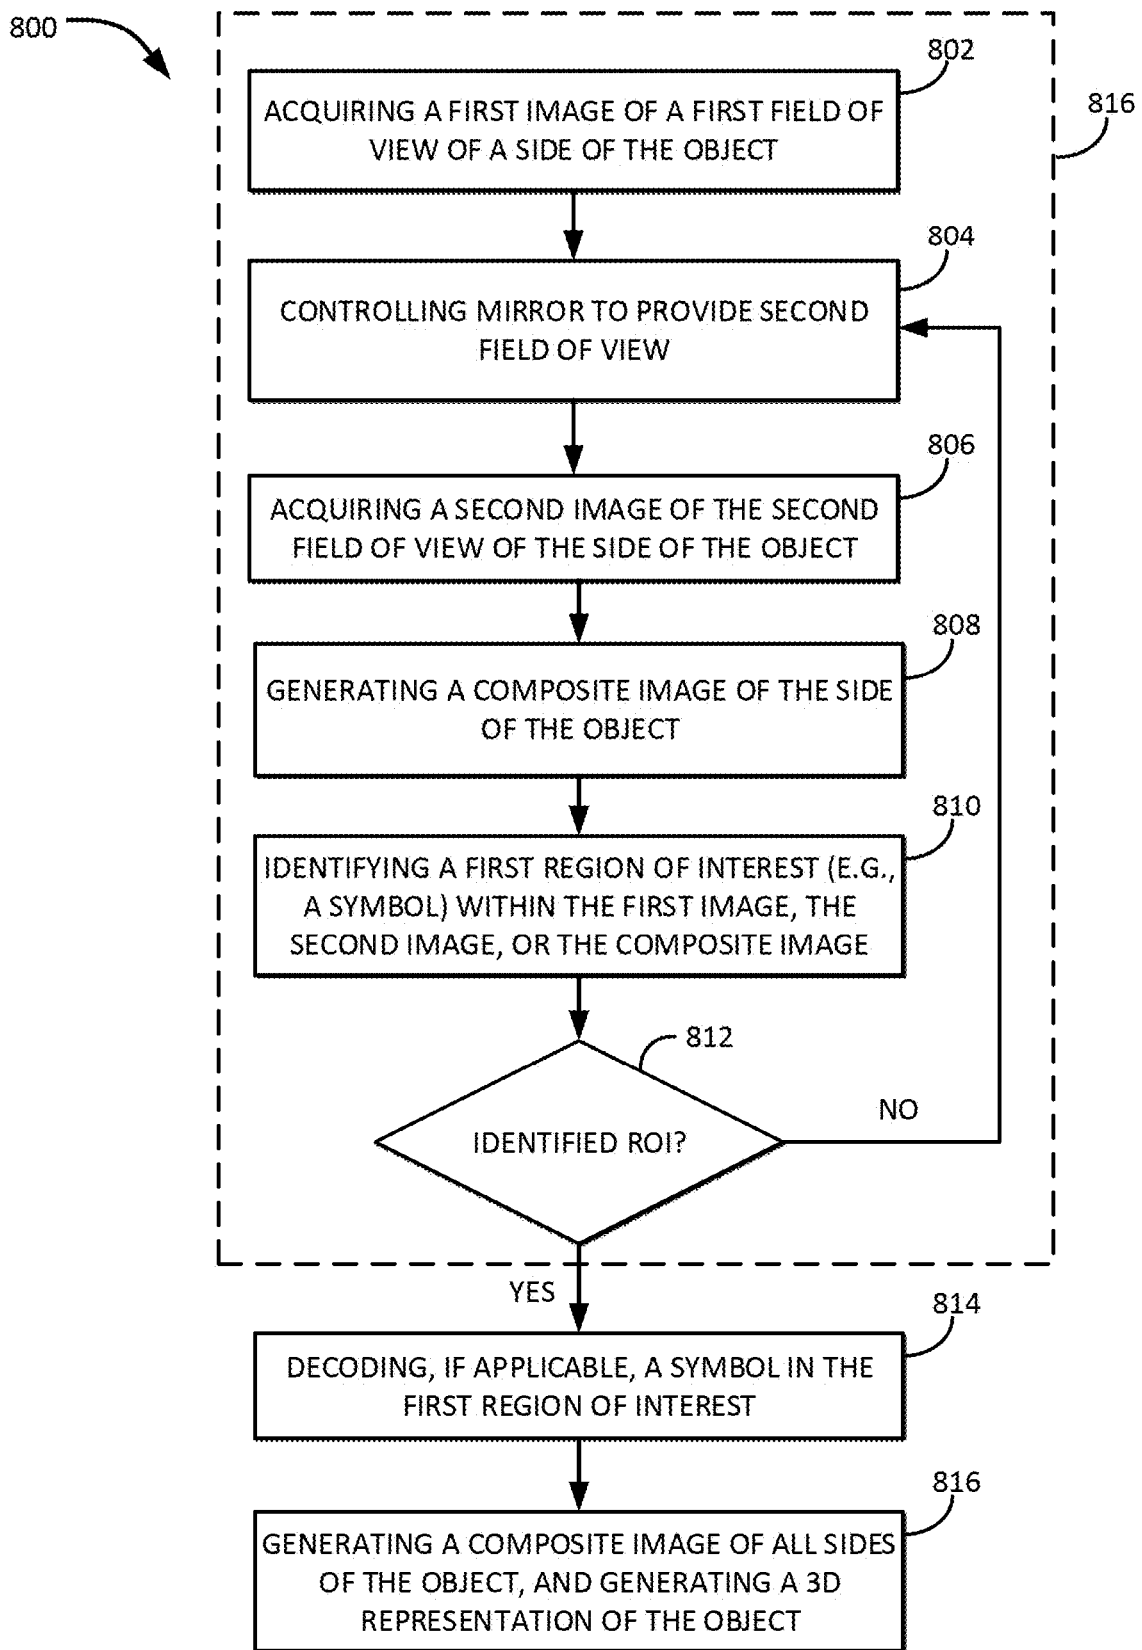 800
802
ACQUIRING A FIRST IMAGE OF A FIRST FIELD OF
VIEW OF A SIDE OF THE OBJECT
816
804
CONTROLLING MIRROR TO PROVIDE SECOND
FIELD OF VIEW
806
ACQUIRING A SECOND IMAGE OF THE SECOND
FIELD OF VIEW OF THE SIDE OF THE OBJECT
808
GENERATING A COMPOSITE IMAGE OF THE SIDE
OF THE OBJECT
810
IDENTIFYING A FIRST REGION OF INTEREST (E.G.,
A SYMBOL) WITHIN THE FIRST IMAGE, THE
SECOND IMAGE, OR THE COMPOSITE IMAGE
812
IDENTIFIED ROI?
NO
YES
814
DECODING, IF APPLICABLE, A SYMBOL IN THE
FIRST REGION OF INTEREST
816
GENERATING A COMPOSITE IMAGE OF ALL SIDES
OF THE OBJECT, AND GENERATING A 3D
REPRESENTATION OF THE OBJECT